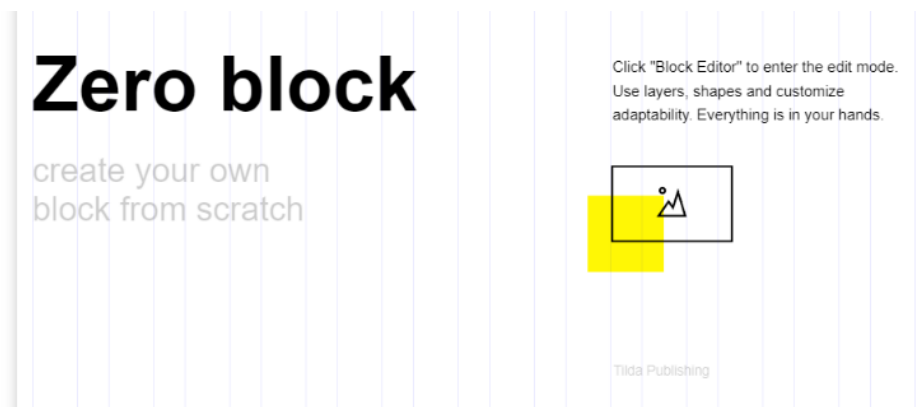 Zero block
create your own
block from scratch
Click "Block Editor" to enter the edit mode.
Use layers, shapes and customize
adaptability. Everything is in your hands.
Tilda Publishing